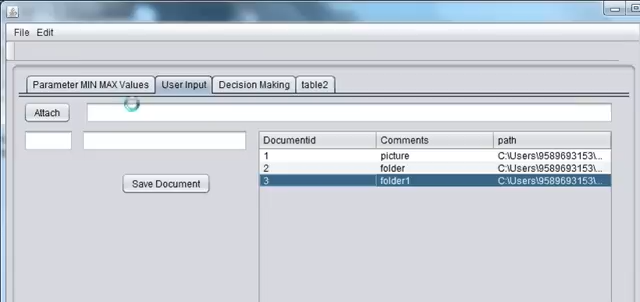 File Edit
Parameter MIN MAX Values User Input Decision Making table2
Attach
Documentid Comments path
1 picture C:\Users\9589693153\...
2 folder C:\Users\9589693153\...
3 folder1 C:\Users\9589693153\...
Save Document